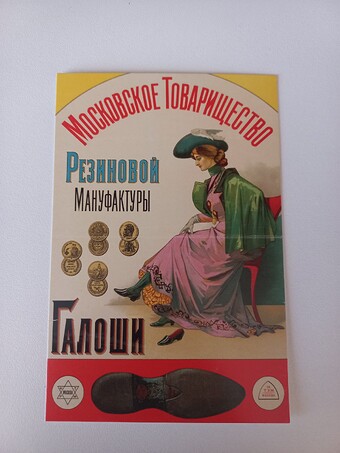 Московское Товарищество
Резиновой
Мануфактуры
Галоши